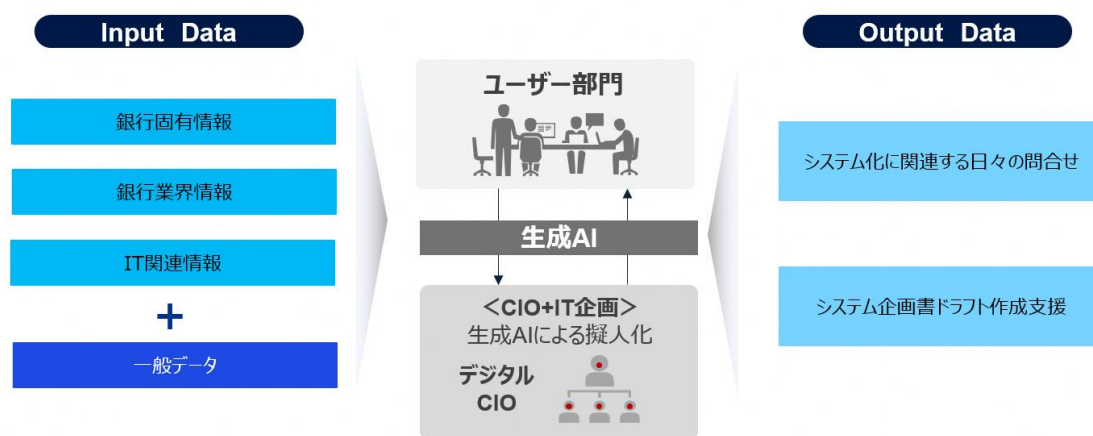 Input Data
銀行固有情報
銀行業界情報
IT関連情報
+
一般データ
ユーザー部門
生成AI
＜CIO+IT企画＞
生成AIによる擬人化
デジタル
CIO
Output Data
システム化に関連する日々の問合せ
システム企画書ドラフト作成支援